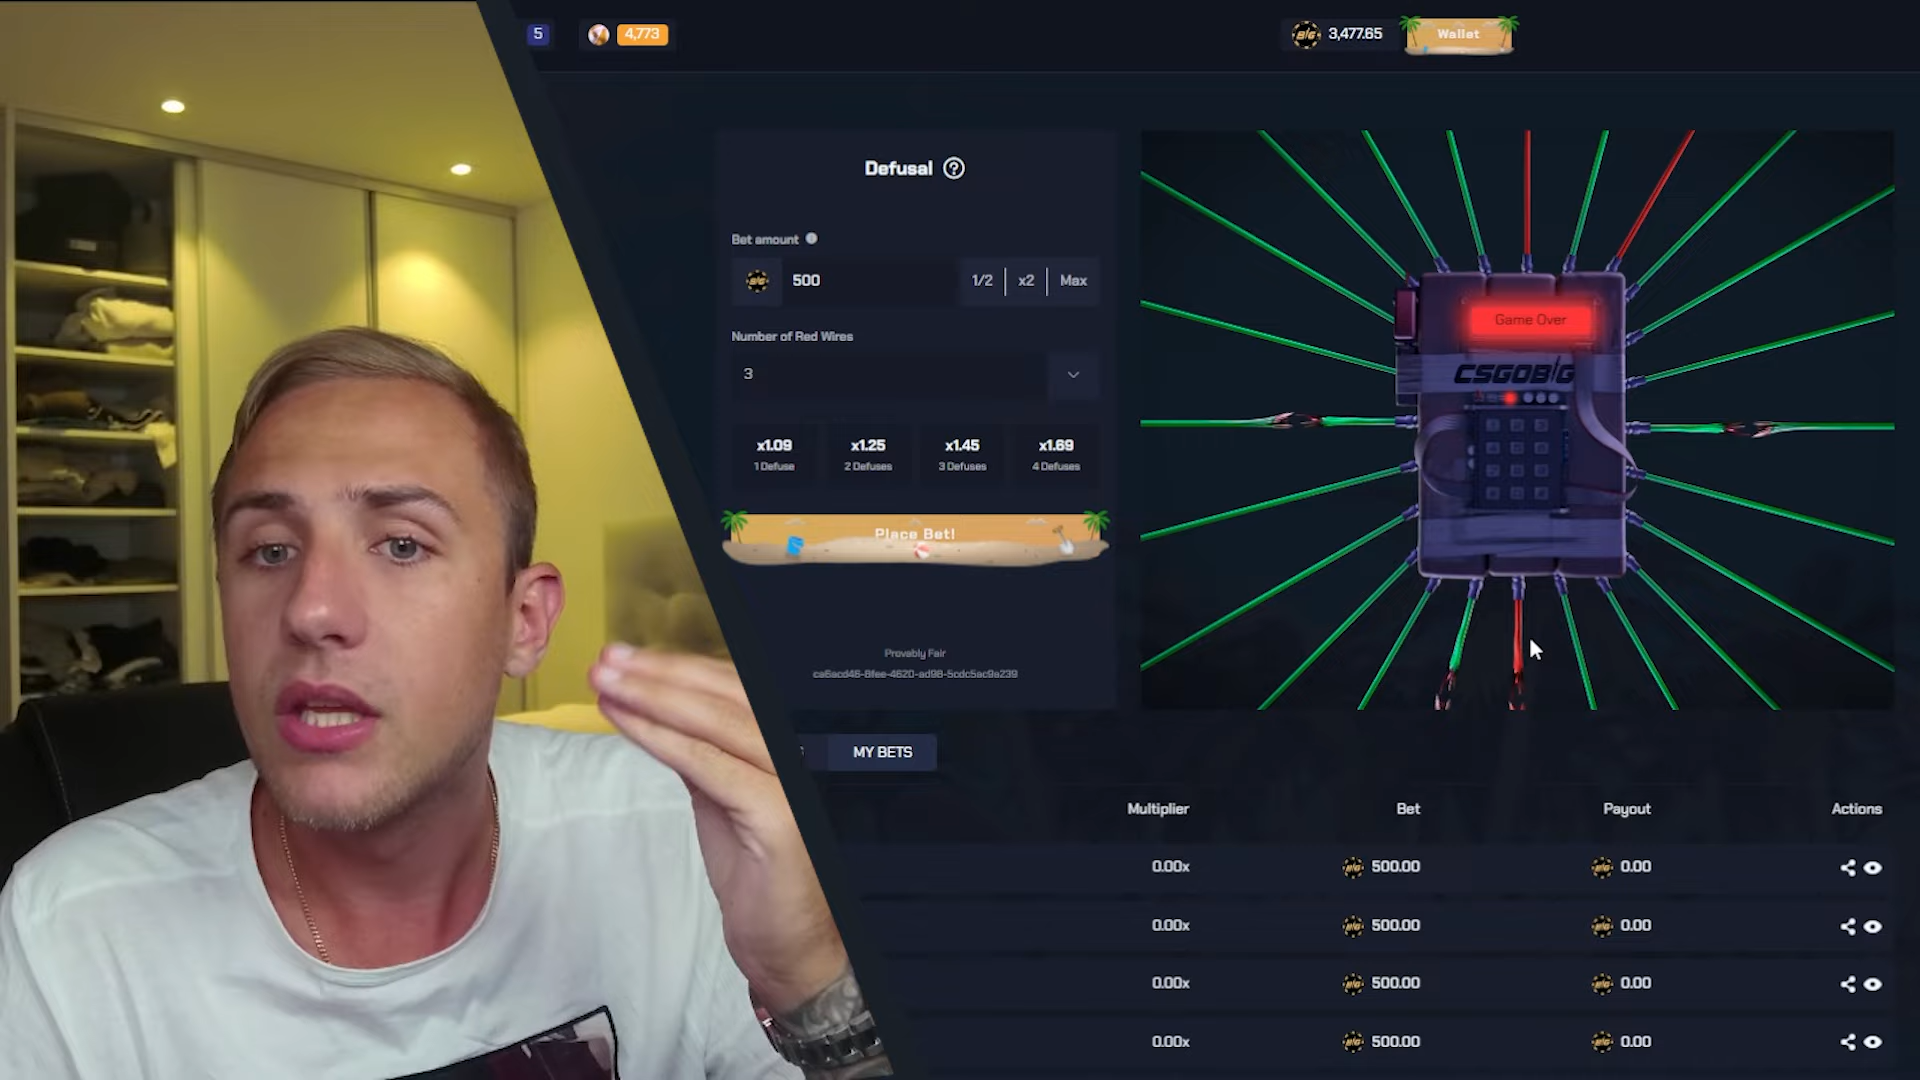 5
4,773
BIG 3,477.65
Wallet
Defusal ?
Bet amount
500
1/2 x2 Max
Number of Red Wires
3
x1.09 x1.25 x1.45 x1.69
1 Defuse 2 Defuses 3 Defuses 4 Defuses
Place Bet!
Provably Fair
Game Over
CSGOBIG
MY BETS
Multiplier Bet Payout Actions
0.00x 500.00 0.00
0.00x 500.00 0.00
0.00x 500.00 0.00
0.00x 500.00 0.00